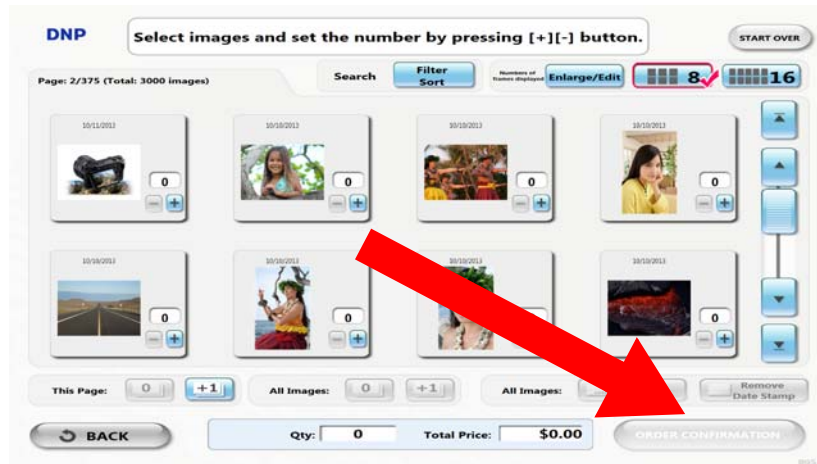 DNP
Select images and set the number by pressing [+][-] button.
START OVER
Page: 2/375 (Total: 3000 images)
Search
Filter
Sort
Numbers of
frames displayed
Enlarge/Edit
8
16
10/11/2013
10/10/2013
10/10/2013
10/10/2013
0
0
0
0
- +
- +
- +
- +
10/10/2013
10/10/2013
10/10/2013
10/10/2013
0
0
0
- +
- +
- +
This Page:
0
+1
All Images:
0
+1
All Images:
Remove
Date Stamp
BACK
Qty:
0
Total Price:
$0.00
ORDER CONFIRMATION